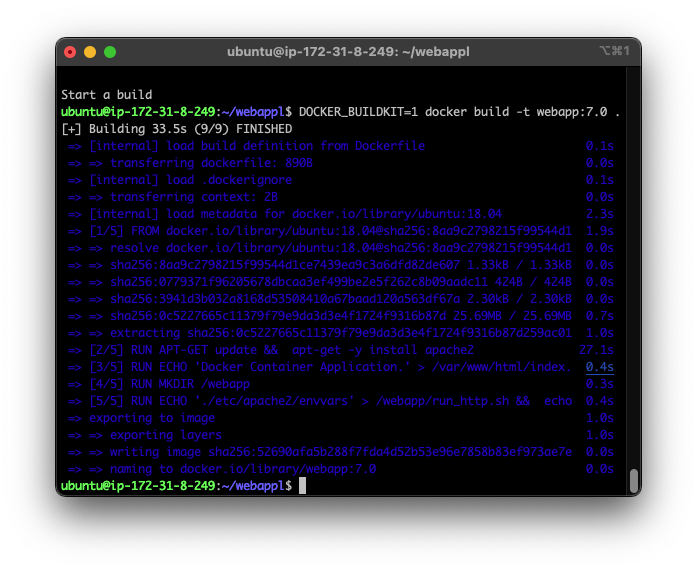 ubuntu@ip-172-31-8-249: ~/webappl
⌥⌘1
Start a build
ubuntu@ip-172-31-8-249:~/webappl$ DOCKER_BUILDKIT=1 docker build -t webapp:7.0 .
[+] Building 33.5s (9/9) FINISHED
=> [internal] load build definition from Dockerfile 0.1s
=> => transferring dockerfile: 890B 0.0s
=> [internal] load .dockerignore 0.1s
=> => transferring context: 2B 0.0s
=> [internal] load metadata for docker.io/library/ubuntu:18.04 2.3s
=> [1/5] FROM docker.io/library/ubuntu:18.04@sha256:8aa9c2798215f99544d1 1.9s
=> => resolve docker.io/library/ubuntu:18.04@sha256:8aa9c2798215f99544d1 0.0s
=> => sha256:8aa9c2798215f99544d1ce7439ea9c3a6dfd82de607 1.33kB / 1.33kB 0.0s
=> => sha256:0779371f96205678dbcaa3ef499be2e5f262c8b09aadc11 424B / 424B 0.0s
=> => sha256:3941d3b032a8168d53508410a67baad120a563df67a 2.30kB / 2.30kB 0.0s
=> => sha256:0c5227665c11379f79e9da3d3e4f1724f9316b87d 25.69MB / 25.69MB 0.7s
=> => extracting sha256:0c5227665c11379f79e9da3d3e4f1724f9316b87d259ac01 1.0s
=> [2/5] RUN APT-GET update &&  apt-get -y install apache2 27.1s
=> [3/5] RUN ECHO 'Docker Container Application.' > /var/www/html/index. 0.4s
=> [4/5] RUN MKDIR /webapp 0.3s
=> [5/5] RUN ECHO './etc/apache2/envvars' > /webapp/run_http.sh &&  echo 0.4s
=> exporting to image 1.0s
=> => exporting layers 1.0s
=> => writing image sha256:52690afa5b288f7fda4d52b53e96e7858b83ef973ae7e 0.0s
=> => naming to docker.io/library/webapp:7.0 0.0s
ubuntu@ip-172-31-8-249:~/webappl$